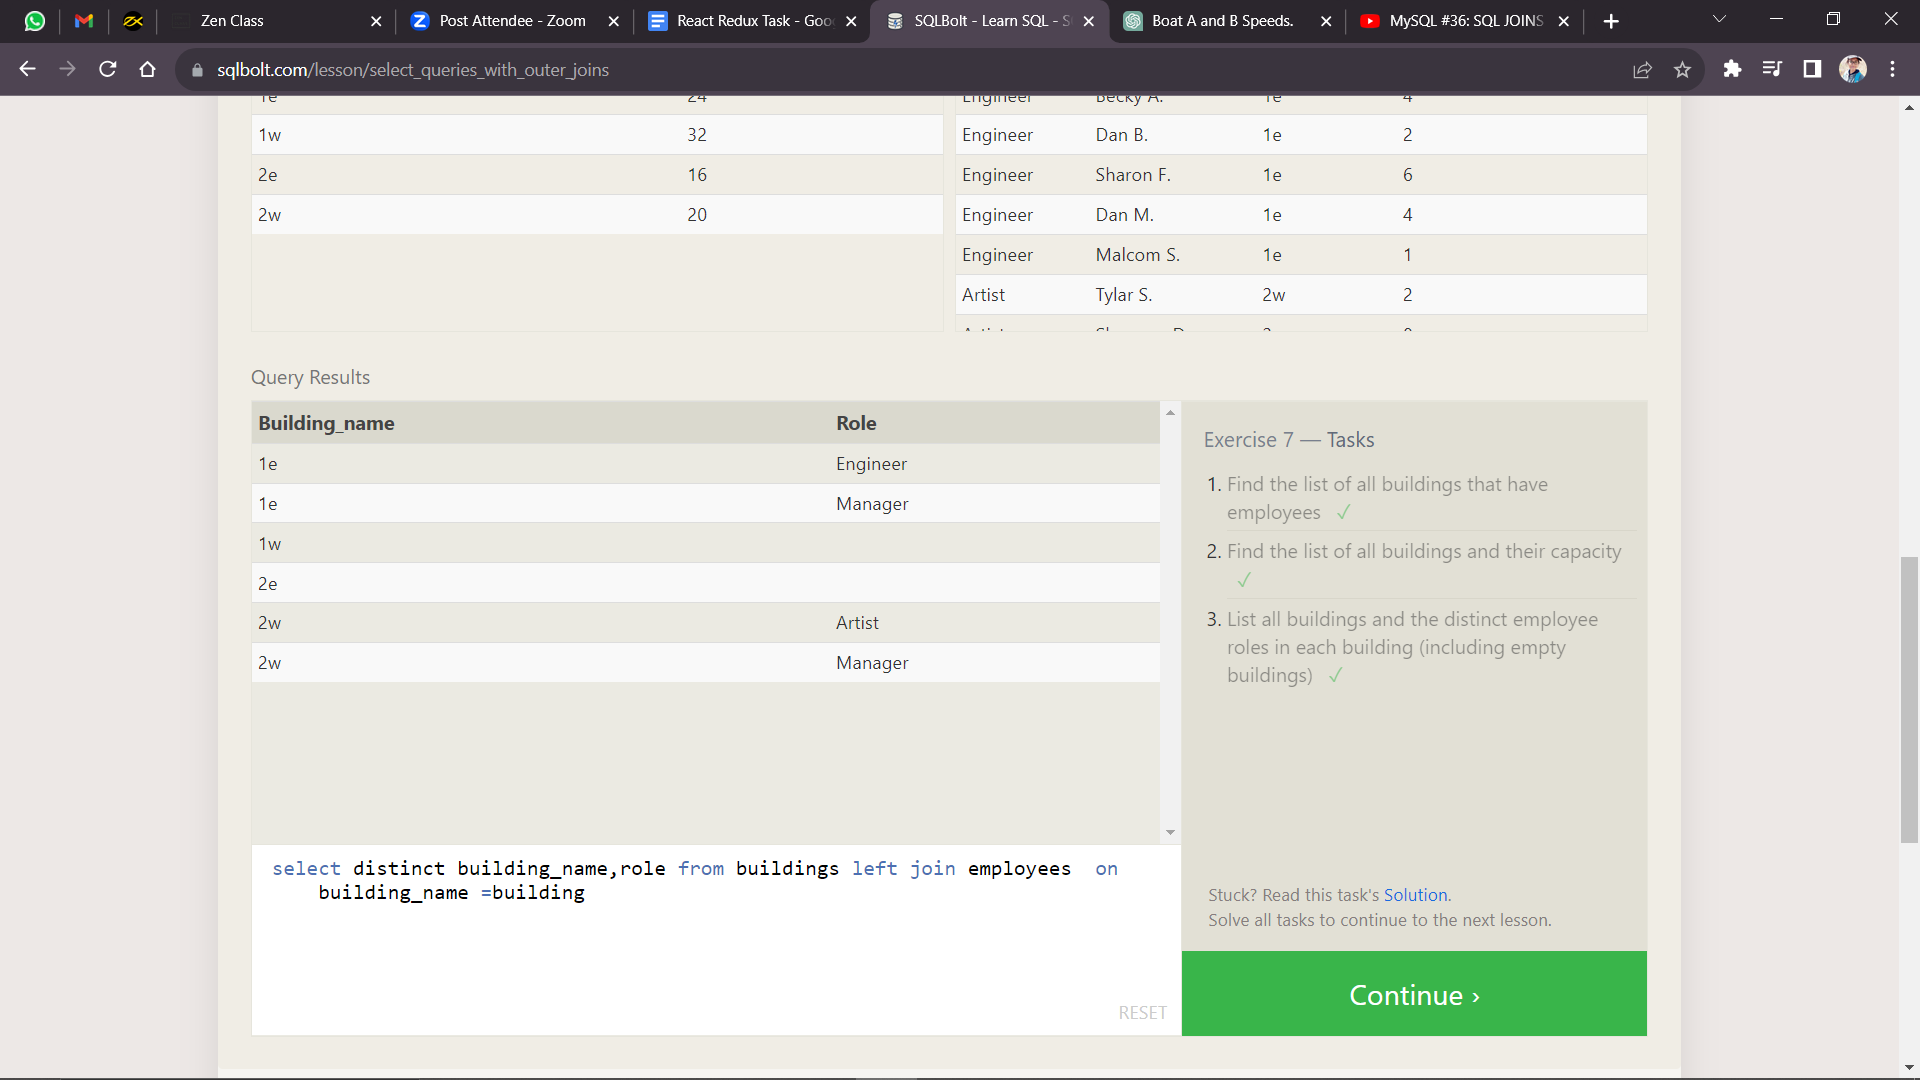 Zen Class
Post Attendee - Zoom
React Redux Task - Goo
SQLBolt - Learn SQL - S
Boat A and B Speeds.
MySQL #36: SQL JOINS
sqlbolt.com/lesson/select_queries_with_outer_joins
1e 24
Engineer Becky A. 1e 4
1w 32
Engineer Dan B. 1e 2
2e 16
Engineer Sharon F. 1e 6
2w 20
Engineer Dan M. 1e 4
Engineer Malcom S. 1e 1
Artist Tylar S. 2w 2
Query Results
Building_name Role
1e Engineer
1e Manager
1w
2e
2w Artist
2w Manager
select distinct building_name,role from buildings left join employees  on
building_name =building
RESET
Exercise 7 — Tasks
1. Find the list of all buildings that have
employees ✓
2. Find the list of all buildings and their capacity
✓
3. List all buildings and the distinct employee
roles in each building (including empty
buildings) ✓
Stuck? Read this task's Solution.
Solve all tasks to continue to the next lesson.
Continue ›